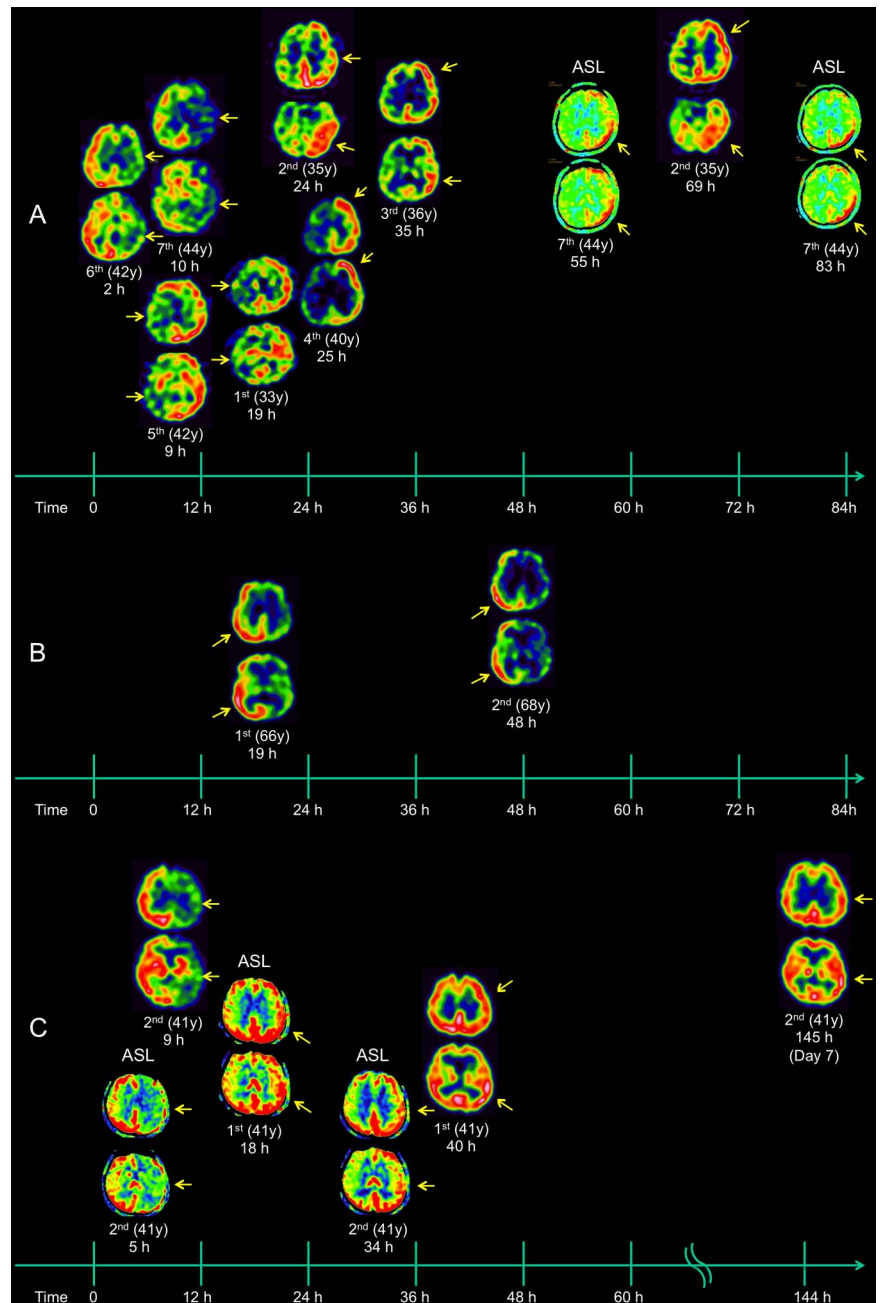 A
6th (42y)
2 h
7th (44y)
10 h
5th (42y)
9 h
1st (33y)
19 h
2nd (35y)
24 h
4th (40y)
25 h
3rd (36y)
35 h
ASL
7th (44y)
55 h
2nd (35y)
69 h
ASL
7th (44y)
83 h
Time 0 12 h 24 h 36 h 48 h 60 h 72 h 84h
B
1st (66y)
19 h
2nd (68y)
48 h
Time 0 12 h 24 h 36 h 48 h 60 h 72 h 84h
C
2nd (41y)
9 h
ASL
2nd (41y)
5 h
ASL
1st (41y)
18 h
ASL
2nd (41y)
34 h
1st (41y)
40 h
2nd (41y)
145 h
(Day 7)
Time 0 12 h 24 h 36 h 48 h 60 h 144 h